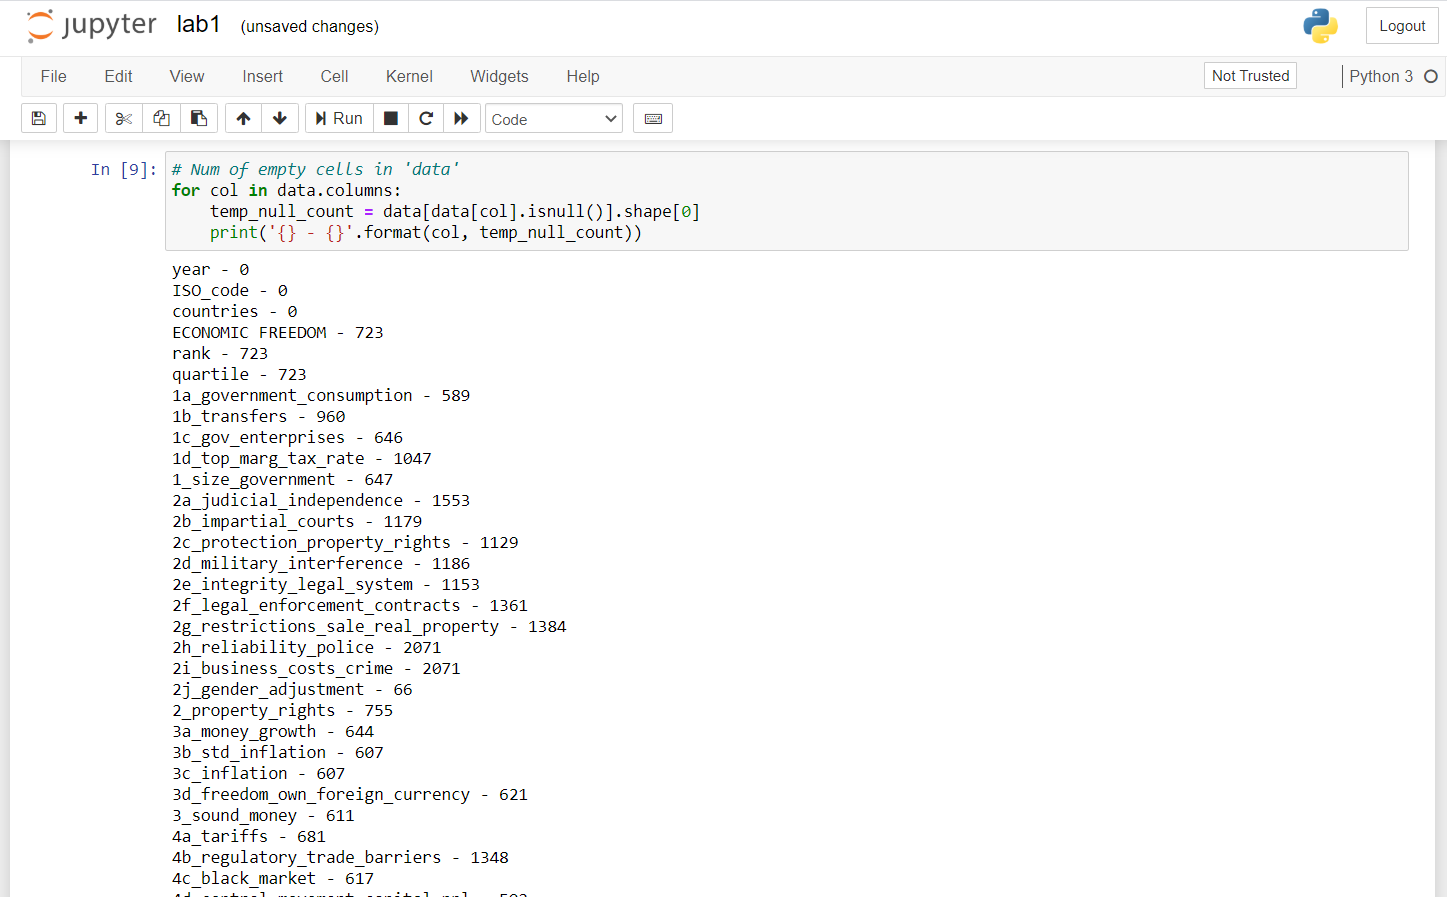 jupyter lab1 (unsaved changes) Logout
File Edit View Insert Cell Kernel Widgets Help Not Trusted Python 3
Run Code
In [9]: # Num of empty cells in 'data'
for col in data.columns:
    temp_null_count = data[data[col].isnull()].shape[0]
    print('{} - {}'.format(col, temp_null_count))
year - 0
ISO_code - 0
countries - 0
ECONOMIC FREEDOM - 723
rank - 723
quartile - 723
1a_government_consumption - 589
1b_transfers - 960
1c_gov_enterprises - 646
1d_top_marg_tax_rate - 1047
1_size_government - 647
2a_judicial_independence - 1553
2b_impartial_courts - 1179
2c_protection_property_rights - 1129
2d_military_interference - 1186
2e_integrity_legal_system - 1153
2f_legal_enforcement_contracts - 1361
2g_restrictions_sale_real_property - 1384
2h_reliability_police - 2071
2i_business_costs_crime - 2071
2j_gender_adjustment - 66
2_property_rights - 755
3a_money_growth - 644
3b_std_inflation - 607
3c_inflation - 607
3d_freedom_own_foreign_currency - 621
3_sound_money - 611
4a_tariffs - 681
4b_regulatory_trade_barriers - 1348
4c_black_market - 617